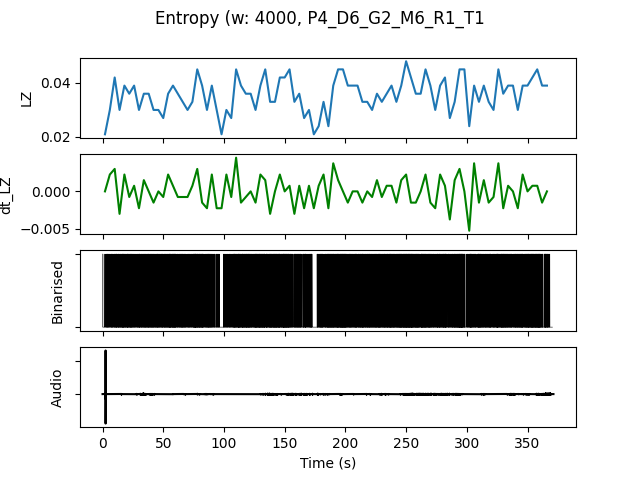 Entropy (w: 4000, P4_D6_G2_M6_R1_T1
0.04
0.02
LZ
0.000
−0.005
dt_LZ
Binarised
Audio
0 50 100 150 200 250 300 350
Time (s)